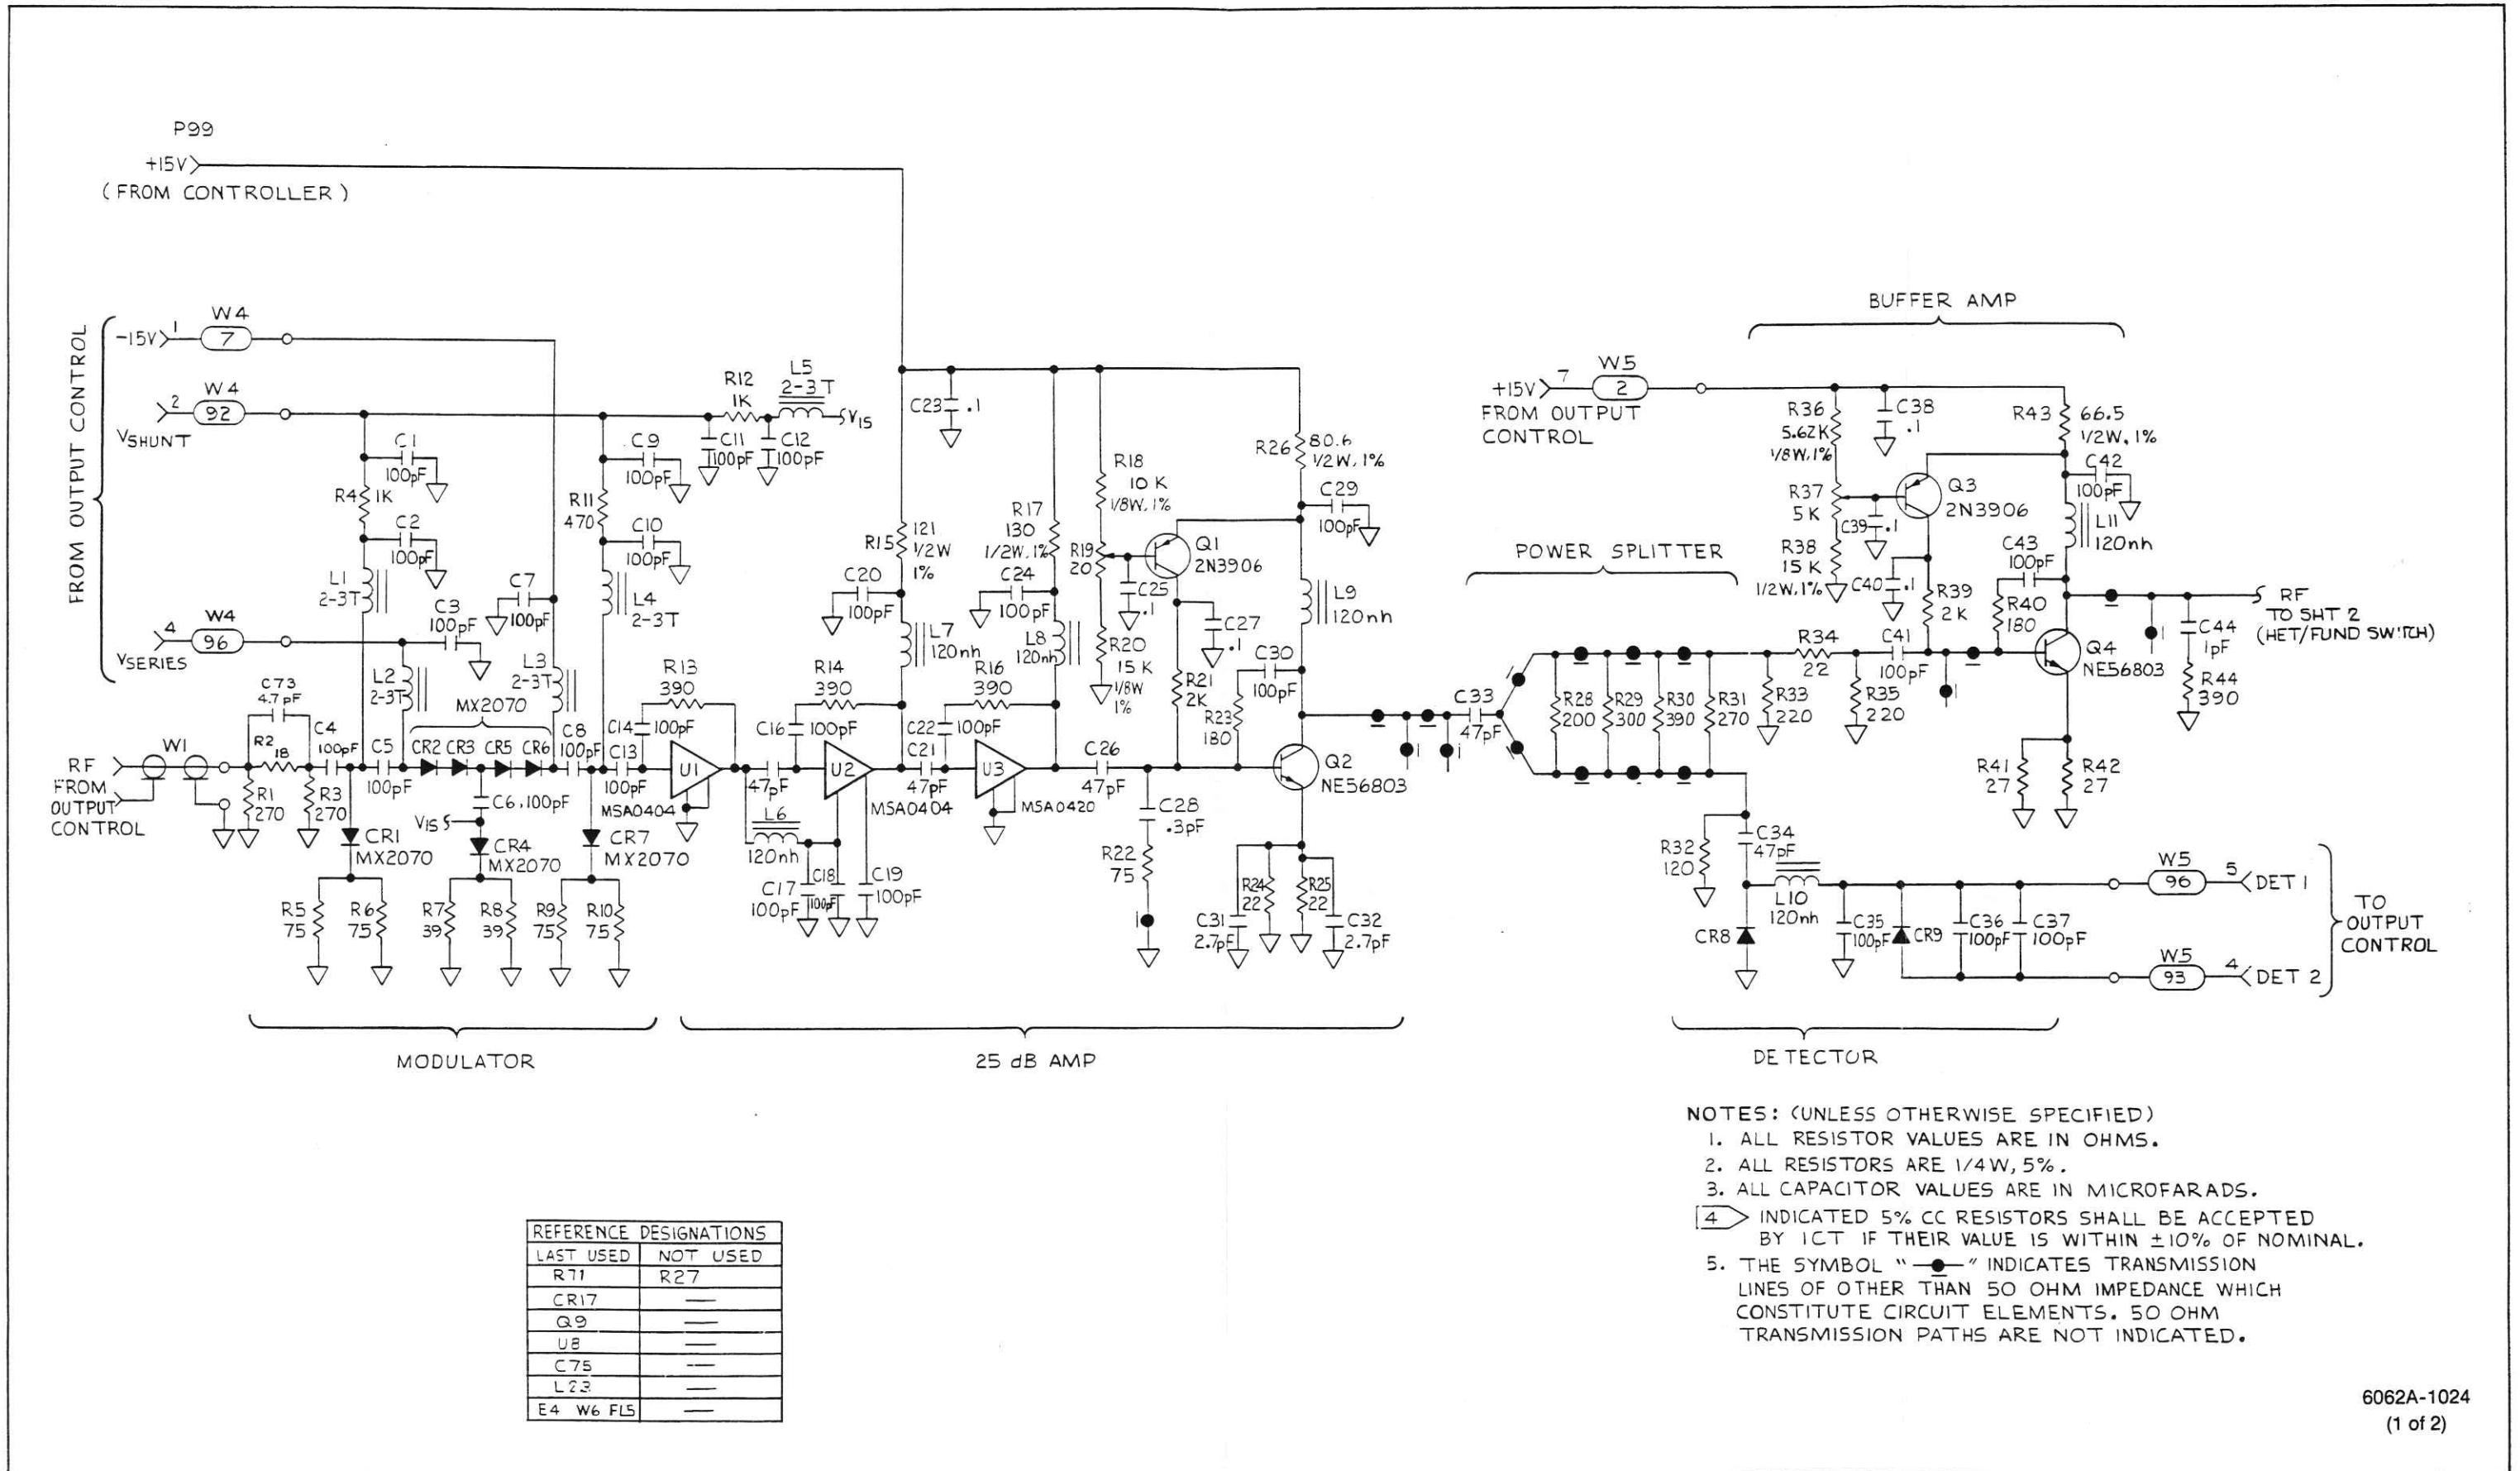 P99
+15V
(FROM CONTROLLER)
FROM OUTPUT CONTROL
-15V
1
W4
7
2
W4
92
VSHUNT
4
W4
96
VSERIES
C1
100pF
R4
1K
C2
100pF
L1
2-3T
C3
100pF
L2
2-3T
C7
100pF
L3
2-3T
C9
100pF
R11
470
C10
100pF
L4
2-3T
R12
1K
L5
2-3T
V15
C11
100pF
C12
100pF
RF
FROM
OUTPUT
CONTROL
W1
C73
4.7pF
R2
18
R1
270
R3
270
C4
100pF
C5
100pF
MX2070
CR2
CR3
CR5
CR6
C6, 100pF
V15
C8
100pF
C13
100pF
CR1
MX2070
CR4
MX2070
CR7
MX2070
R5
75
R6
75
R7
39
R8
39
R9
75
R10
75
MODULATOR
R13
390
C14
100pF
U1
MSA0404
C16
47pF
100pF
R14
390
U2
MSA0404
L6
120nh
C17
100pF
C18
100pF
C19
100pF
C23
.1
R15
121
1/2W
1%
C20
100pF
L7
120nh
C21
47pF
C22
100pF
R16
390
U3
MSA0420
R17
130
1/2W, 1%
C24
100pF
L8
120nh
R18
10 K
1/8W, 1%
R19
20
R20
15 K
1/8W
1%
C25
.1
Q1
2N3906
C27
.1
R21
2K
C26
47pF
C28
.3pF
R22
75
R26
80.6
1/2W, 1%
C29
100pF
L9
120nh
C30
100pF
R23
180
Q2
NE56803
R24
22
R25
22
C31
2.7pF
C32
2.7pF
25 dB AMP
POWER SPLITTER
C33
47pF
R28
200
R29
300
R30
390
R31
270
R33
220
R34
22
R35
220
C41
100pF
BUFFER AMP
+15V
7
W5
2
FROM OUTPUT
CONTROL
R36
5.62K
1/8W, 1%
C38
.1
R37
5K
R38
15 K
1/2W, 1%
C39
.1
Q3
2N3906
C40
.1
R39
2K
R43
66.5
1/2W, 1%
C42
100pF
L11
120nh
C43
100pF
R40
180
Q4
NE56803
R41
27
R42
27
C44
1pF
R44
390
RF
TO SHT 2
(HET/FUND SWITCH)
R32
120
C34
47pF
L10
120nh
CR8
C35
100pF
CR9
C36
100pF
C37
100pF
W5
96
5
DET 1
W5
93
4
DET 2
TO
OUTPUT
CONTROL
DETECTOR
NOTES: (UNLESS OTHERWISE SPECIFIED)
1. ALL RESISTOR VALUES ARE IN OHMS.
2. ALL RESISTORS ARE 1/4W, 5%.
3. ALL CAPACITOR VALUES ARE IN MICROFARADS.
4 INDICATED 5% CC RESISTORS SHALL BE ACCEPTED
BY ICT IF THEIR VALUE IS WITHIN ±10% OF NOMINAL.
5. THE SYMBOL " " INDICATES TRANSMISSION
LINES OF OTHER THAN 50 OHM IMPEDANCE WHICH
CONSTITUTE CIRCUIT ELEMENTS. 50 OHM
TRANSMISSION PATHS ARE NOT INDICATED.
REFERENCE DESIGNATIONS
LAST USED NOT USED
R71 R27
CR17 —
Q9 —
U8 —
C75 —
L23 —
E4 W6 FL5 —
6062A-1024
(1 of 2)